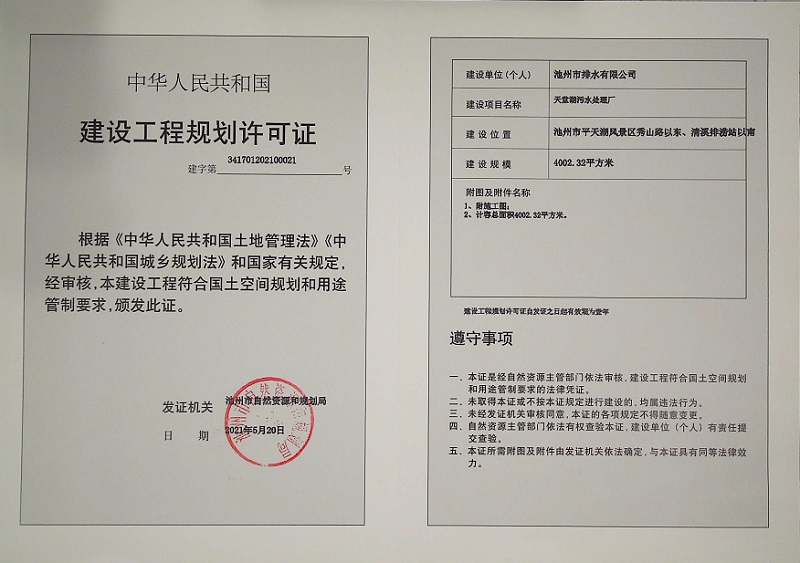 中华人民共和国
建设工程规划许可证
341701202100021
建字第 号
根据《中华人民共和国土地管理法》《中
华人民共和国城乡规划法》和国家有关规定，
经审核，本建设工程符合国土空间规划和用途
管制要求，颁发此证。
发证机关 池州市自然资源和规划局
日 期 2021年5月20日
建设单位(个人) 池州市排水有限公司
建设项目名称 天堂湖污水处理厂
建设位置 池州市平天湖风景区秀山路以东、清溪排涝站以南
建设规模 4002.32平方米
附图及附件名称
1、附施工图;
2、计容总面积4002.32平方米。
建设工程规划许可证自发证之日起有效期为壹年
遵守事项
一、本证是经自然资源主管部门依法审核，建设工程符合国土空间规划
和用途管制要求的法律凭证。
二、未取得本证或不按本证规定进行建设的，均属违法行为。
三、未经发证机关审核同意，本证的各项规定不得随意变更。
四、自然资源主管部门依法有权查验本证，建设单位（个人）有责任提
交查验。
五、本证所需附图及附件由发证机关依法确定，与本证具有同等法律效
力。